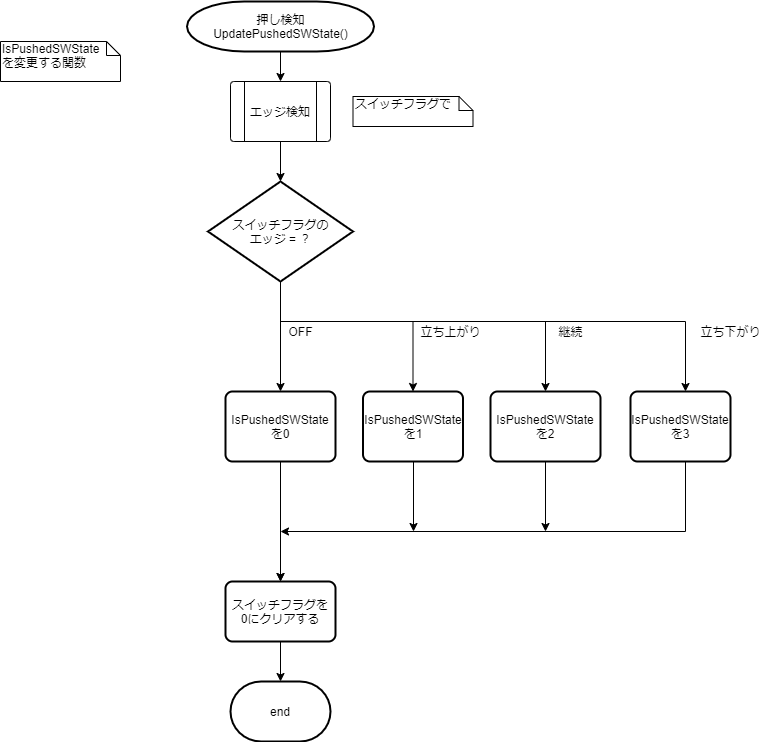 押し検知
UpdatePushedSWState()
IsPushedSWState
を変更する関数
エッジ検知
スイッチフラグで
スイッチフラグの
エッジ = ？
OFF
立ち上がり
継続
立ち下がり
IsPushedSWState
を0
IsPushedSWState
を1
IsPushedSWState
を2
IsPushedSWState
を3
スイッチフラグを
0にクリアする
end